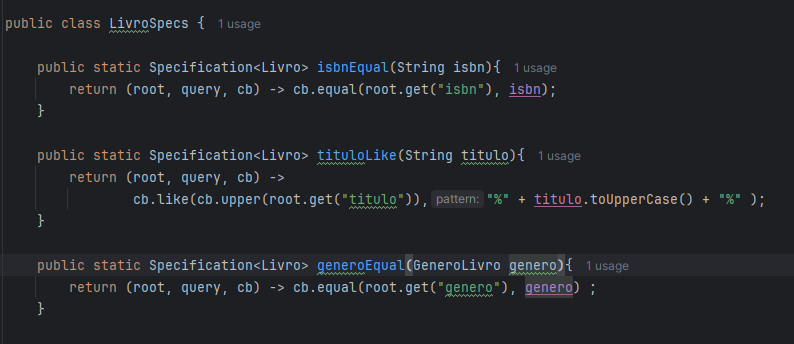 public class LivroSpecs { 1 usage
public static Specification<Livro> isbnEqual(String isbn){ 1 usage
return (root, query, cb) -> cb.equal(root.get("isbn"), isbn);
}
public static Specification<Livro> tituloLike(String titulo){ 1 usage
return (root, query, cb) ->
cb.like(cb.upper(root.get("titulo")), pattern: "%" + titulo.toUpperCase() + "%" );
}
public static Specification<Livro> generoEqual(GeneroLivro genero){ 1 usage
return (root, query, cb) -> cb.equal(root.get("genero"), genero) ;
}